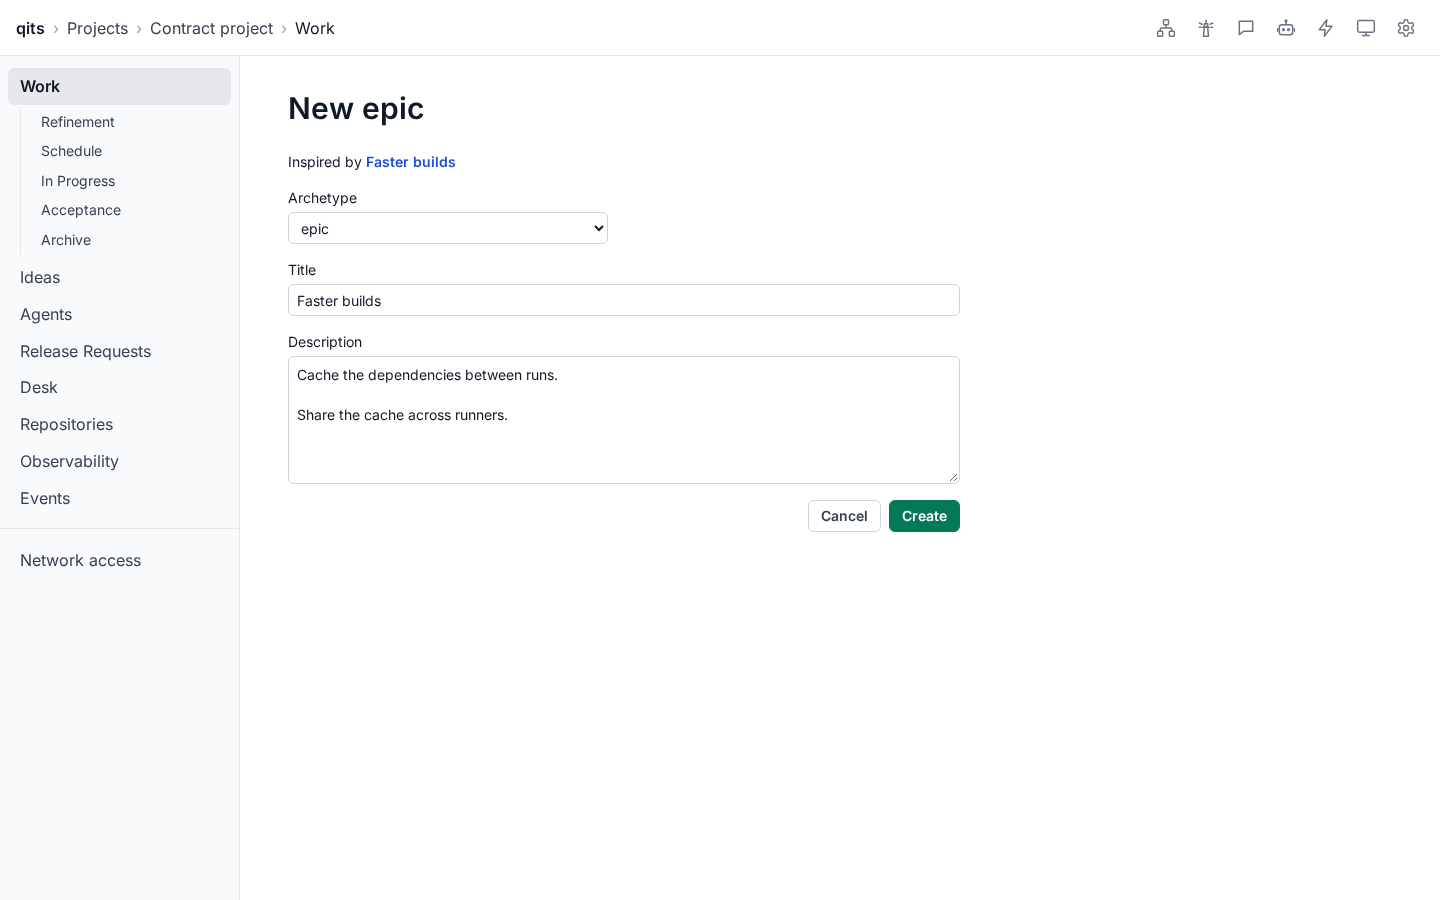 qits › Projects › Contract project › Work
Work
Refinement
Schedule
In Progress
Acceptance
Archive
Ideas
Agents
Release Requests
Desk
Repositories
Observability
Events
Network access
New epic
Inspired by Faster builds
Archetype
epic
Title
Faster builds
Description
Cache the dependencies between runs.
Share the cache across runners.
Cancel Create